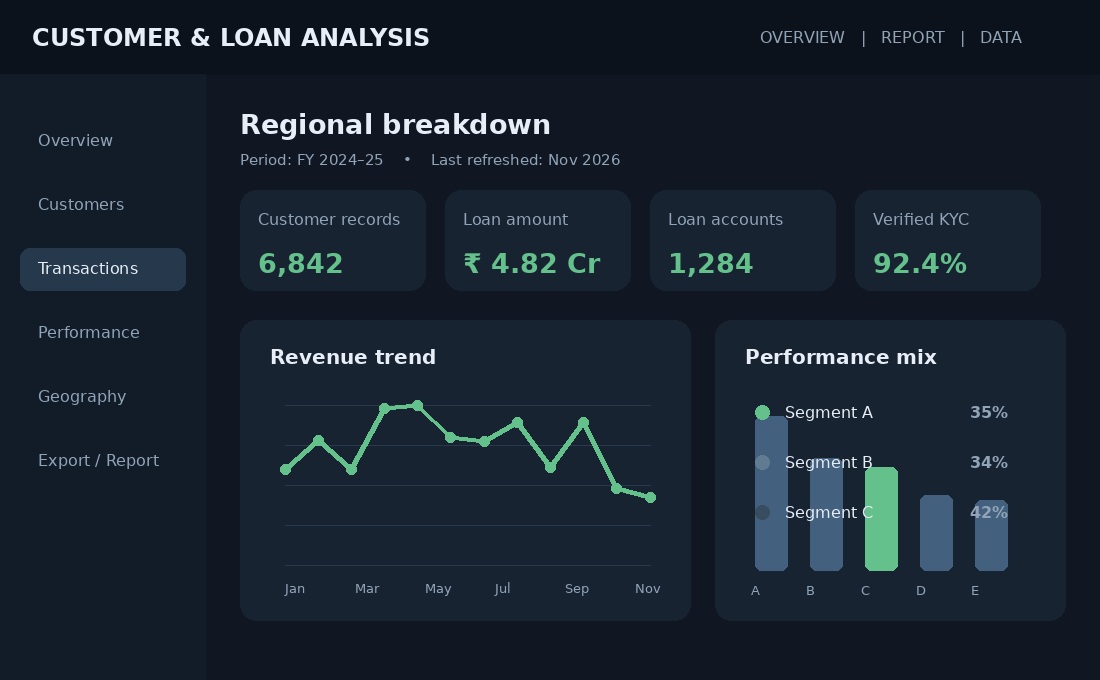 CUSTOMER & LOAN ANALYSIS
OVERVIEW | REPORT | DATA
Overview
Customers
Transactions
Performance
Geography
Export / Report
Regional breakdown
Period: FY 2024–25 • Last refreshed: Nov 2026
Customer records
6,842
Loan amount
₹ 4.82 Cr
Loan accounts
1,284
Verified KYC
92.4%
Revenue trend
Jan Mar May Jul Sep Nov
Performance mix
Segment A 35%
Segment B 34%
Segment C 42%
A B C D E